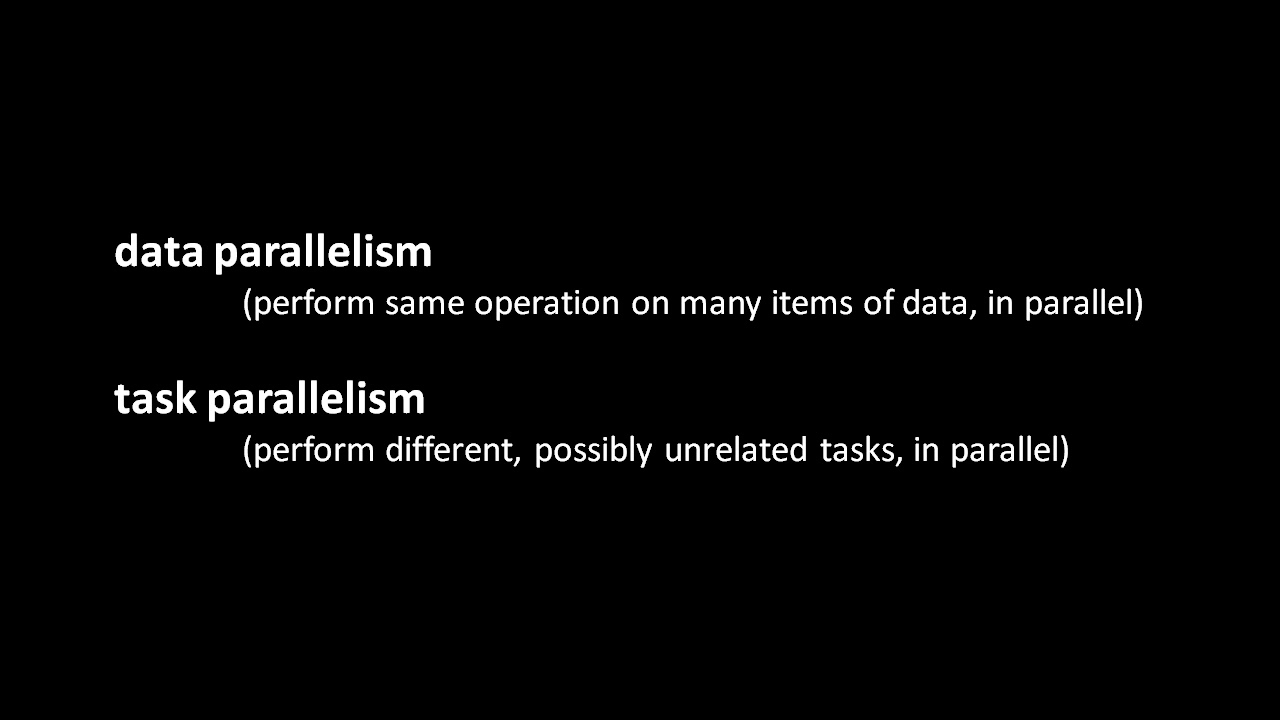 data parallelism
(perform same operation on many items of data, in parallel)
task parallelism
(perform different, possibly unrelated tasks, in parallel)